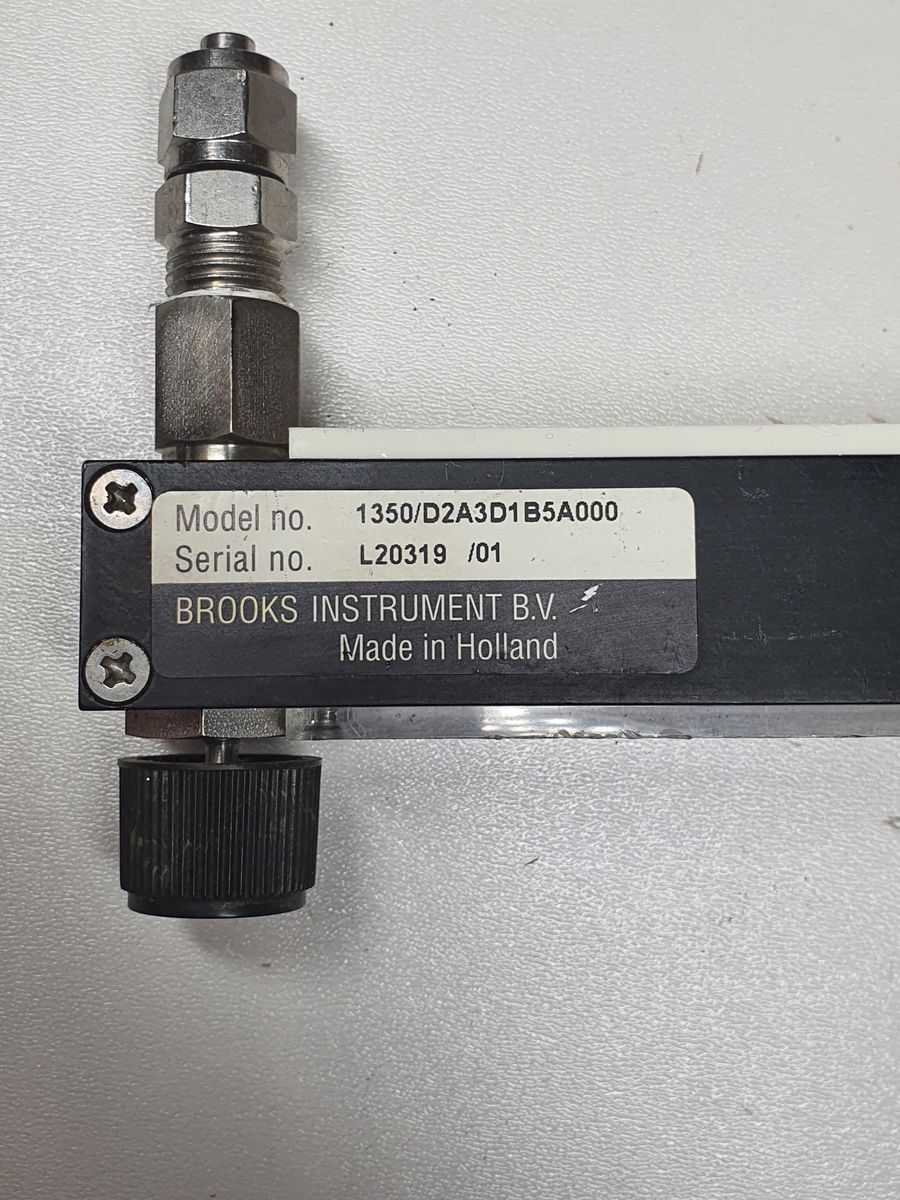 Model no. 1350/D2A3D1B5A000
Serial no. L20319 /01
BROOKS INSTRUMENT B.V.
Made in Holland